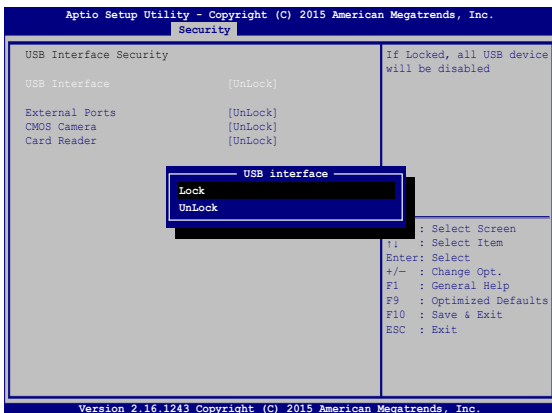 Aptio Setup Utility - Copyright (C) 2015 American Megatrends, Inc.
Security
USB Interface Security
USB Interface [UnLock]
External Ports [UnLock]
CMOS Camera [UnLock]
Card Reader [UnLock]
If Locked, all USB device
will be disabled
USB interface
Lock
UnLock
: Select Screen
↑↓ : Select Item
Enter: Select
+/— : Change Opt.
F1 : General Help
F9 : Optimized Defaults
F10 : Save & Exit
ESC : Exit
Version 2.16.1243 Copyright (C) 2015 American Megatrends, Inc.